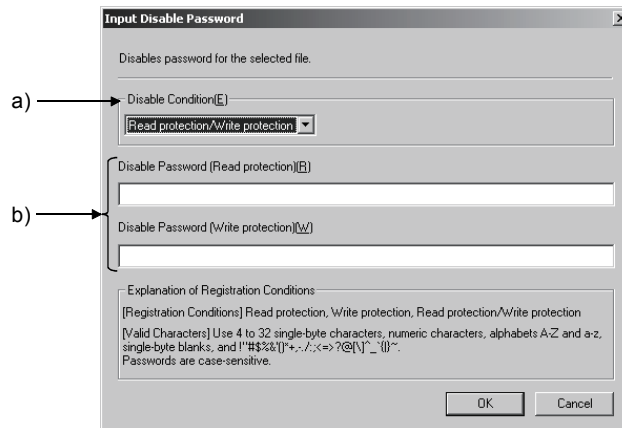 Input Disable Password
Disables password for the selected file.
a)
Disable Condition(E)
Read protection/Write protection
b)
Disable Password (Read protection)(R)
Disable Password (Write protection)(W)
Explanation of Registration Conditions
[Registration Conditions] Read protection, Write protection, Read protection/Write protection
[Valid Characters] Use 4 to 32 single-byte characters, numeric characters, alphabets A-Z and a-z,
single-byte blanks, and !"#$%&'()*+,-./:;<=>?@[\]^_`{|}~.
Passwords are case-sensitive.
OK
Cancel